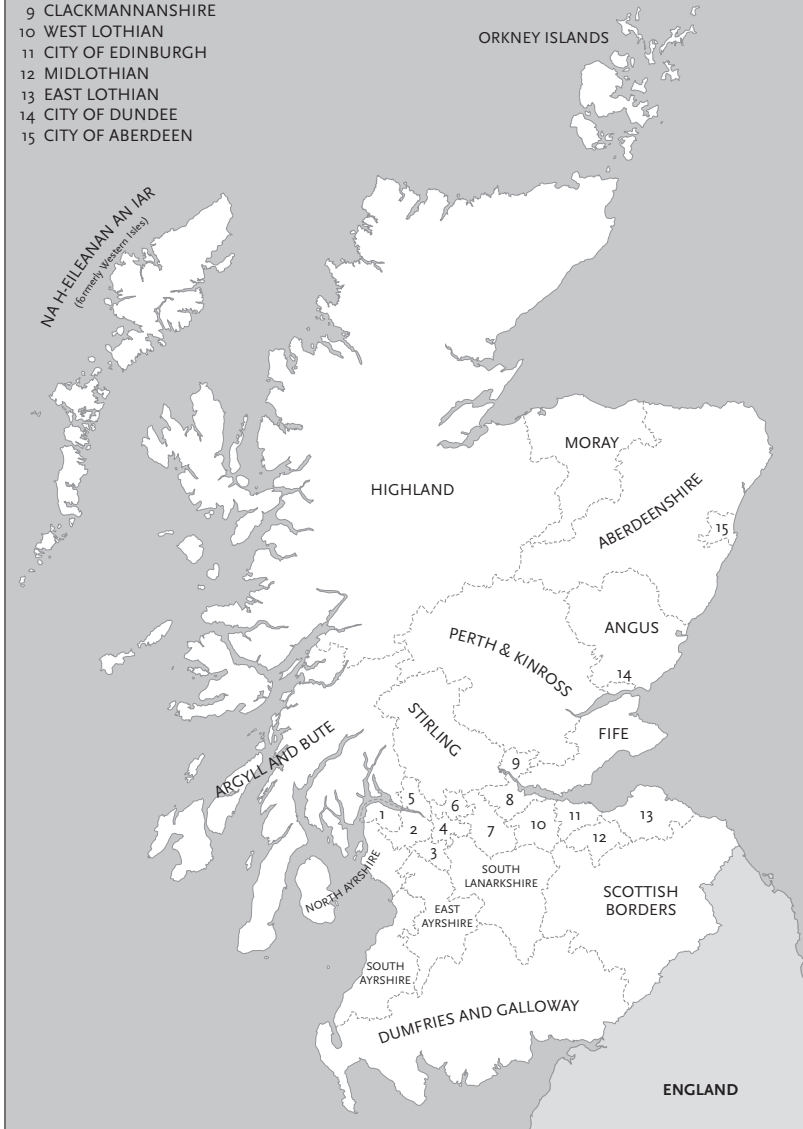 9 CLACKMANNANSHIRE
10 WEST LOTHIAN
11 CITY OF EDINBURGH
12 MIDLOTHIAN
13 EAST LOTHIAN
14 CITY OF DUNDEE
15 CITY OF ABERDEEN
ORKNEY ISLANDS
NA H-EILEANAN AN IAR
(formerly Western Isles)
MORAY
HIGHLAND
ABERDEENSHIRE
15
ANGUS
PERTH & KINROSS
14
STIRLING
FIFE
ARGYLL AND BUTE
9
5
6
8
1
2
4
7
10
11
12
13
3
NORTH AYRSHIRE
SOUTH
LANARKSHIRE
SCOTTISH
BORDERS
EAST
AYRSHIRE
SOUTH
AYRSHIRE
DUMFRIES AND GALLOWAY
ENGLAND